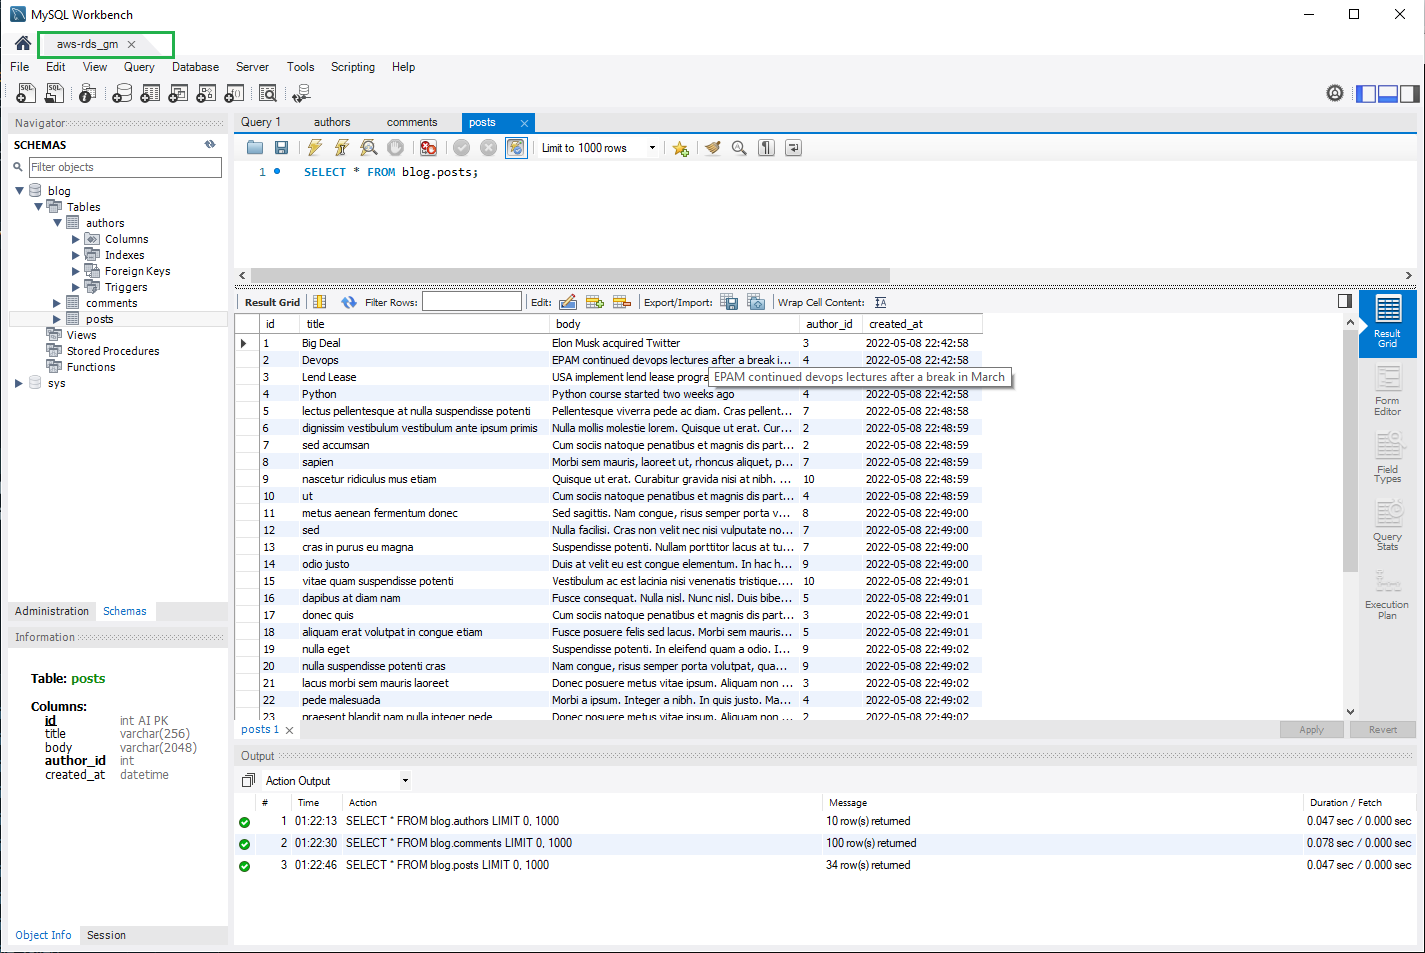 MySQL Workbench
aws-rds_gm
File Edit View Query Database Server Tools Scripting Help
Navigator
SCHEMAS
Filter objects
blog
Tables
authors
Columns
Indexes
Foreign Keys
Triggers
comments
posts
Views
Stored Procedures
Functions
sys
Administration Schemas
Information
Table: posts
Columns:
id int AI PK
title varchar(256)
body varchar(2048)
author_id int
created_at datetime
Object Info Session
Query 1 authors comments posts
Limit to 1000 rows
1 SELECT * FROM blog.posts;
Result Grid Filter Rows: Edit: Export/Import: Wrap Cell Content:
id title body author_id created_at
1 Big Deal Elon Musk acquired Twitter 3 2022-05-08 22:42:58
2 Devops EPAM continued devops lectures after a break i... 4 2022-05-08 22:42:58
3 Lend Lease USA implement lend lease progra
EPAM continued devops lectures after a break in March
4 Python Python course started two weeks ago 4 2022-05-08 22:42:58
5 lectus pellentesque at nulla suspendisse potenti Pellentesque viverra pede ac diam. Cras pellent... 7 2022-05-08 22:48:58
6 dignissim vestibulum vestibulum ante ipsum primis Nulla mollis molestie lorem. Quisque ut erat. Cur... 2 2022-05-08 22:48:59
7 sed accumsan Cum sociis natoque penatibus et magnis dis part... 2 2022-05-08 22:48:59
8 sapien Morbi sem mauris, laoreet ut, rhoncus aliquet, p... 7 2022-05-08 22:48:59
9 nascetur ridiculus mus etiam Quisque ut erat. Curabitur gravida nisi at nibh. ... 10 2022-05-08 22:48:59
10 ut Cum sociis natoque penatibus et magnis dis part... 4 2022-05-08 22:48:59
11 metus aenean fermentum donec Sed sagittis. Nam congue, risus semper porta v... 8 2022-05-08 22:49:00
12 sed Nulla facilisi. Cras non velit nec nisi vulputate no... 7 2022-05-08 22:49:00
13 cras in purus eu magna Suspendisse potenti. Nullam porttitor lacus at tu... 7 2022-05-08 22:49:00
14 odio justo Duis at velit eu est congue elementum. In hac h... 9 2022-05-08 22:49:00
15 vitae quam suspendisse potenti Vestibulum ac est lacinia nisi venenatis tristique.... 10 2022-05-08 22:49:01
16 dapibus at diam nam Fusce consequat. Nulla nisl. Nunc nisl. Duis bibe... 5 2022-05-08 22:49:01
17 donec quis Cum sociis natoque penatibus et magnis dis part... 3 2022-05-08 22:49:01
18 aliquam erat volutpat in congue etiam Fusce posuere felis sed lacus. Morbi sem mauris... 5 2022-05-08 22:49:01
19 nulla eget Suspendisse potenti. In eleifend quam a odio. I... 9 2022-05-08 22:49:02
20 nulla suspendisse potenti cras Nam congue, risus semper porta volutpat, qua... 9 2022-05-08 22:49:02
21 lacus morbi sem mauris laoreet Donec posuere metus vitae ipsum. Aliquam non ... 3 2022-05-08 22:49:02
22 pede malesuada Morbi a ipsum. Integer a nibh. In quis justo. Ma... 4 2022-05-08 22:49:02
23 praesent blandit nam nulla integer pede Donec posuere metus vitae ipsum. Aliquam non ... 2 2022-05-08 22:49:02
Result Grid
Form Editor
Field Types
Query Stats
Execution Plan
posts 1 Apply Revert
Output
Action Output
# Time Action Message Duration / Fetch
1 01:22:13 SELECT * FROM blog.authors LIMIT 0, 1000 10 row(s) returned 0.047 sec / 0.000 sec
2 01:22:30 SELECT * FROM blog.comments LIMIT 0, 1000 100 row(s) returned 0.078 sec / 0.000 sec
3 01:22:46 SELECT * FROM blog.posts LIMIT 0, 1000 34 row(s) returned 0.047 sec / 0.000 sec